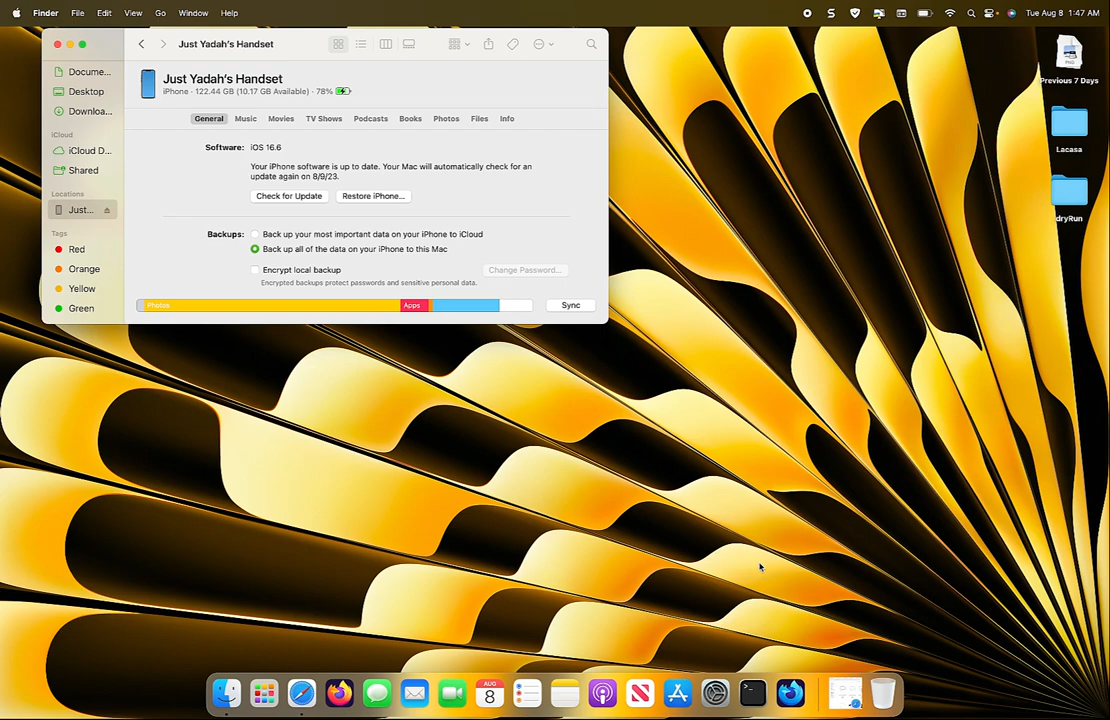 Finder File Edit View Go Window Help
Tue Aug 8 1:47 AM
Just Yadah's Handset
Docume...
Desktop
Downloa...
iCloud
iCloud D...
Shared
Locations
Just...
Tags
Red
Orange
Yellow
Green
Just Yadah's Handset
iPhone · 122.44 GB (10.17 GB Available) · 78%
General Music Movies TV Shows Podcasts Books Photos Files Info
Software: iOS 16.6
Your iPhone software is up to date. Your Mac will automatically check for an
update again on 8/9/23.
Check for Update Restore iPhone...
Backups: Back up your most important data on your iPhone to iCloud
Back up all of the data on your iPhone to this Mac
Encrypt local backup Change Password...
Encrypted backups protect passwords and sensitive personal data.
Photos Apps Sync
PNG
Previous 7 Days
Lacasa
dryRun
AUG
8